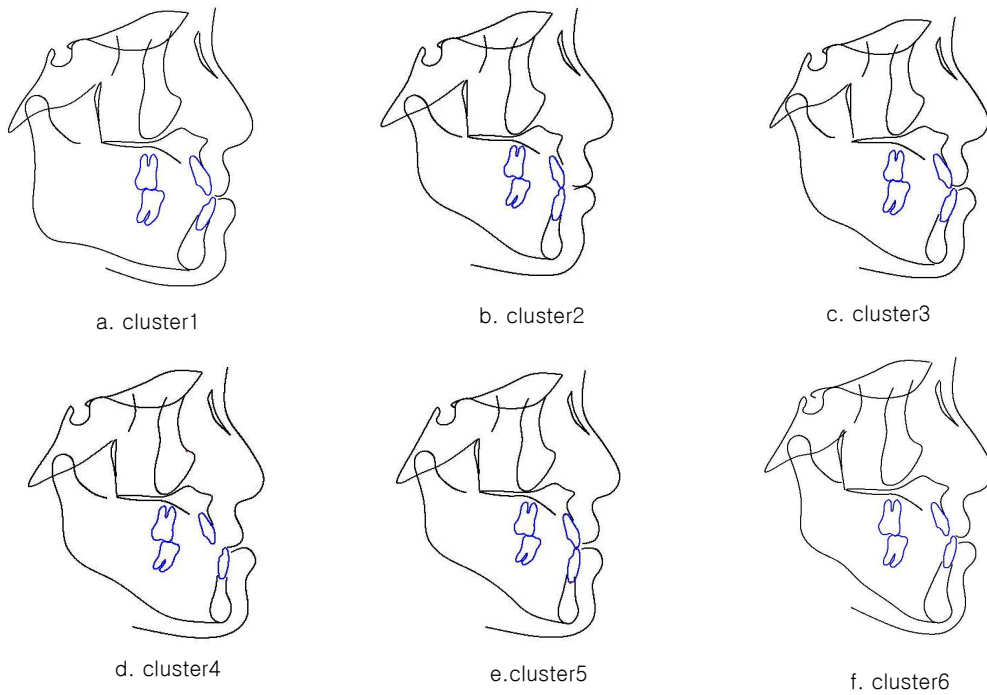 a. cluster1
b. cluster2
c. cluster3
d. cluster4
e.cluster5
f. cluster6